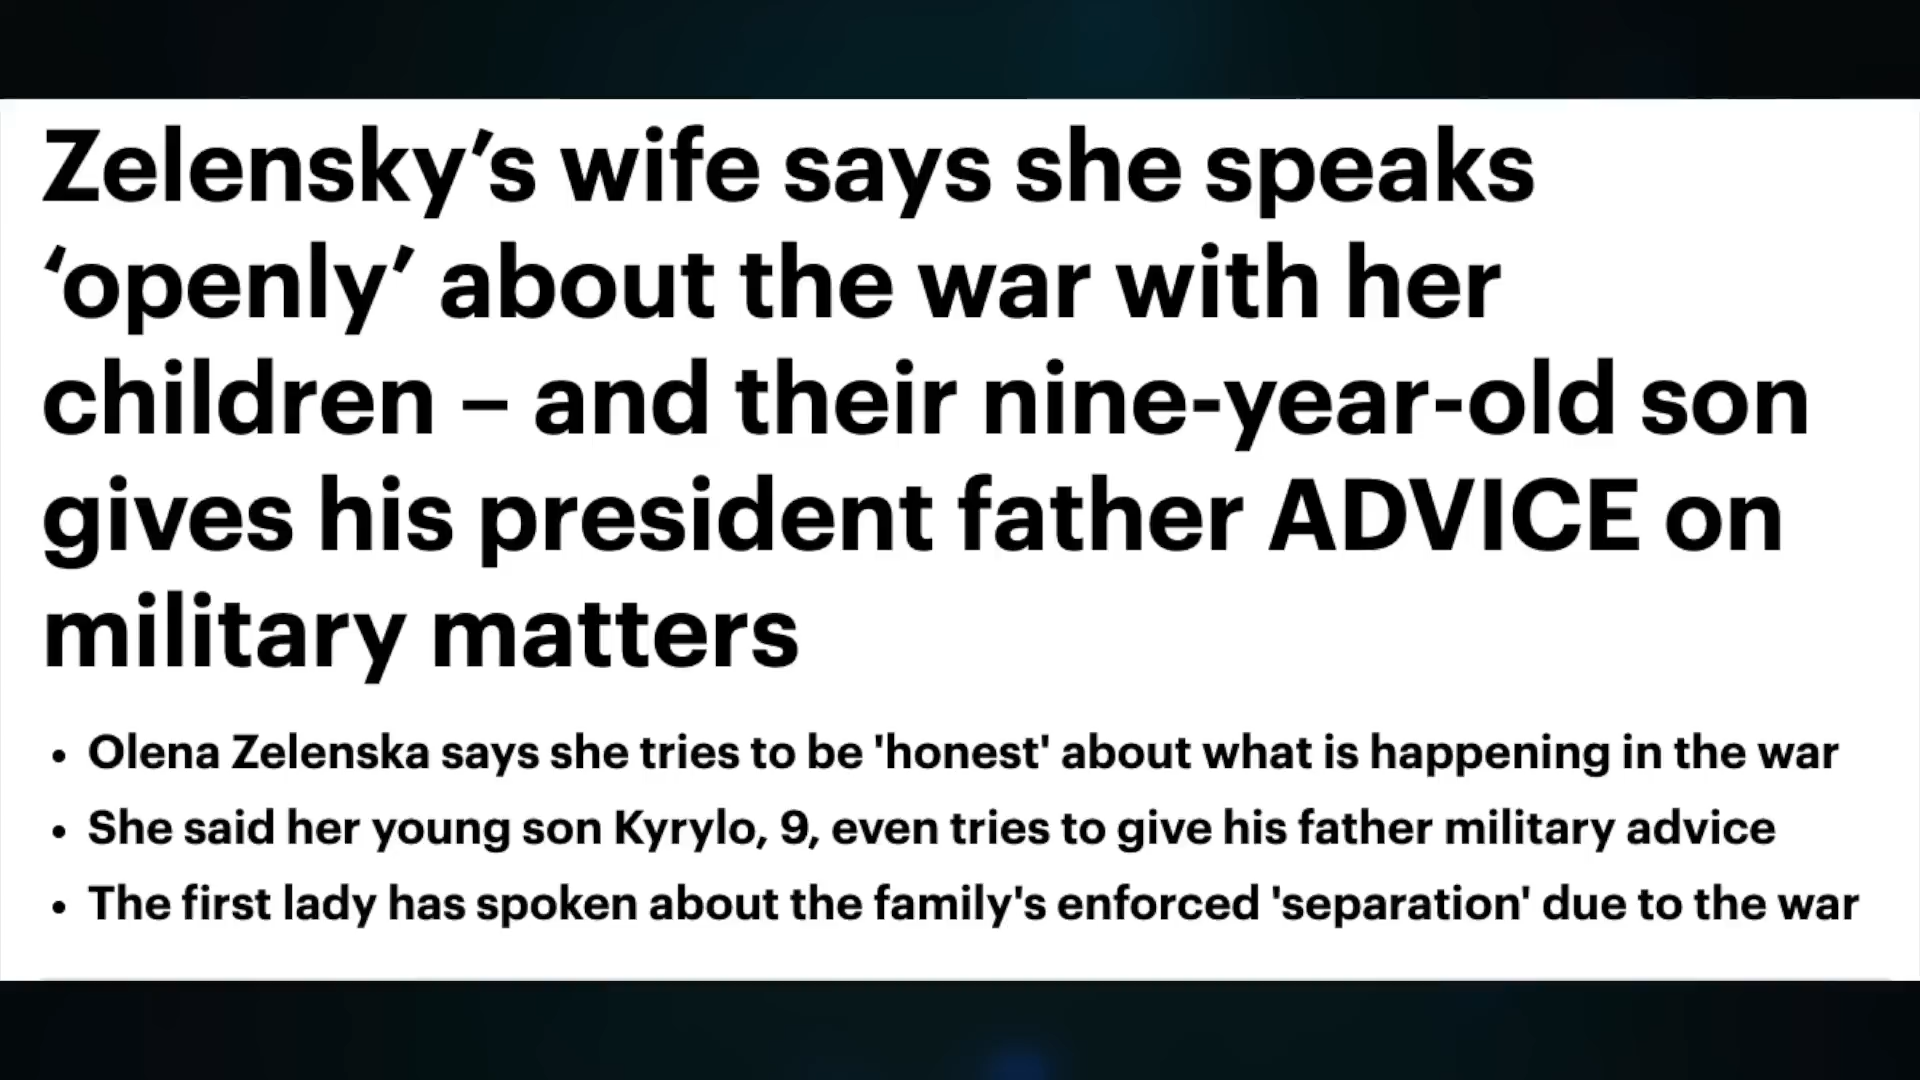 Zelensky’s wife says she speaks
‘openly’ about the war with her
children – and their nine-year-old son
gives his president father ADVICE on
military matters
• Olena Zelenska says she tries to be 'honest' about what is happening in the war
• She said her young son Kyrylo, 9, even tries to give his father military advice
• The first lady has spoken about the family's enforced 'separation' due to the war